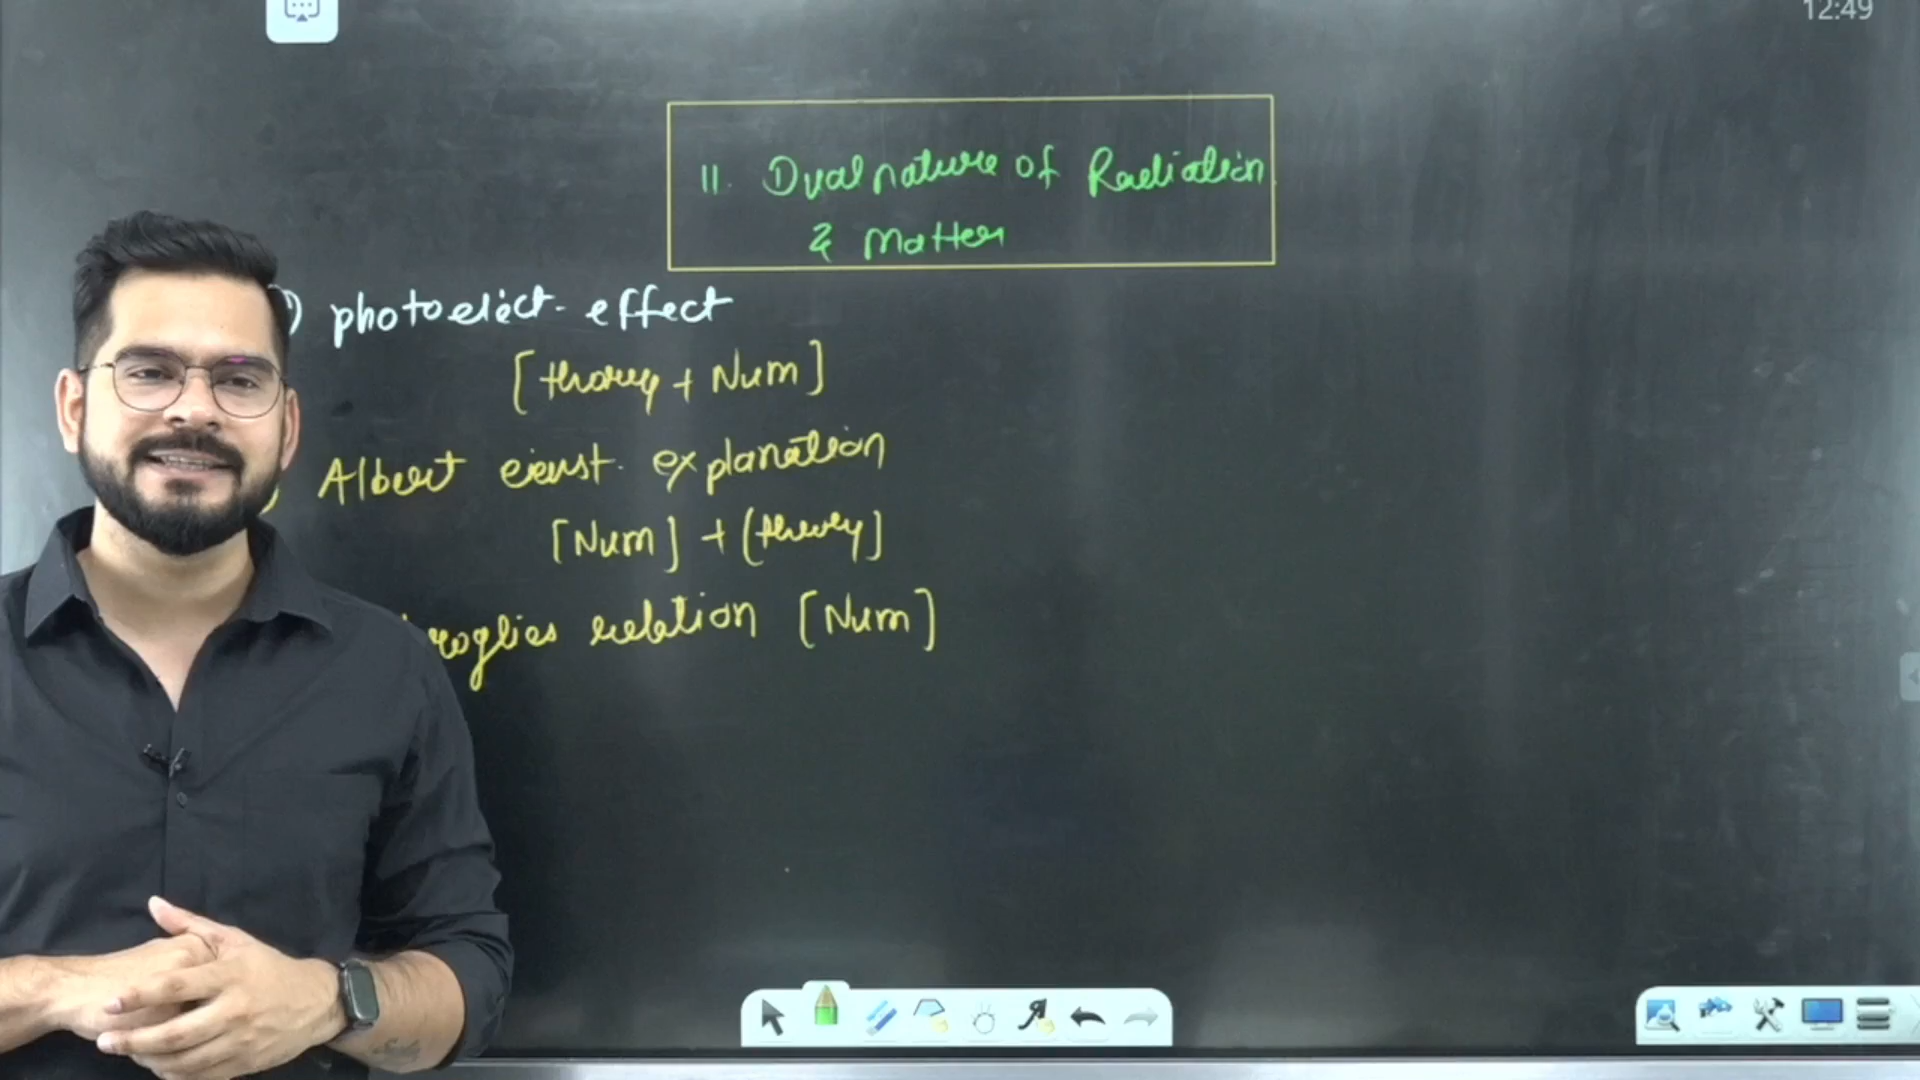 12:49
11. Dual nature of Radiation
& Matter
) photoelect. effect
[theory + Num]
) Albert einst. explanation
[Num] + [theory]
roglies relation [Num]